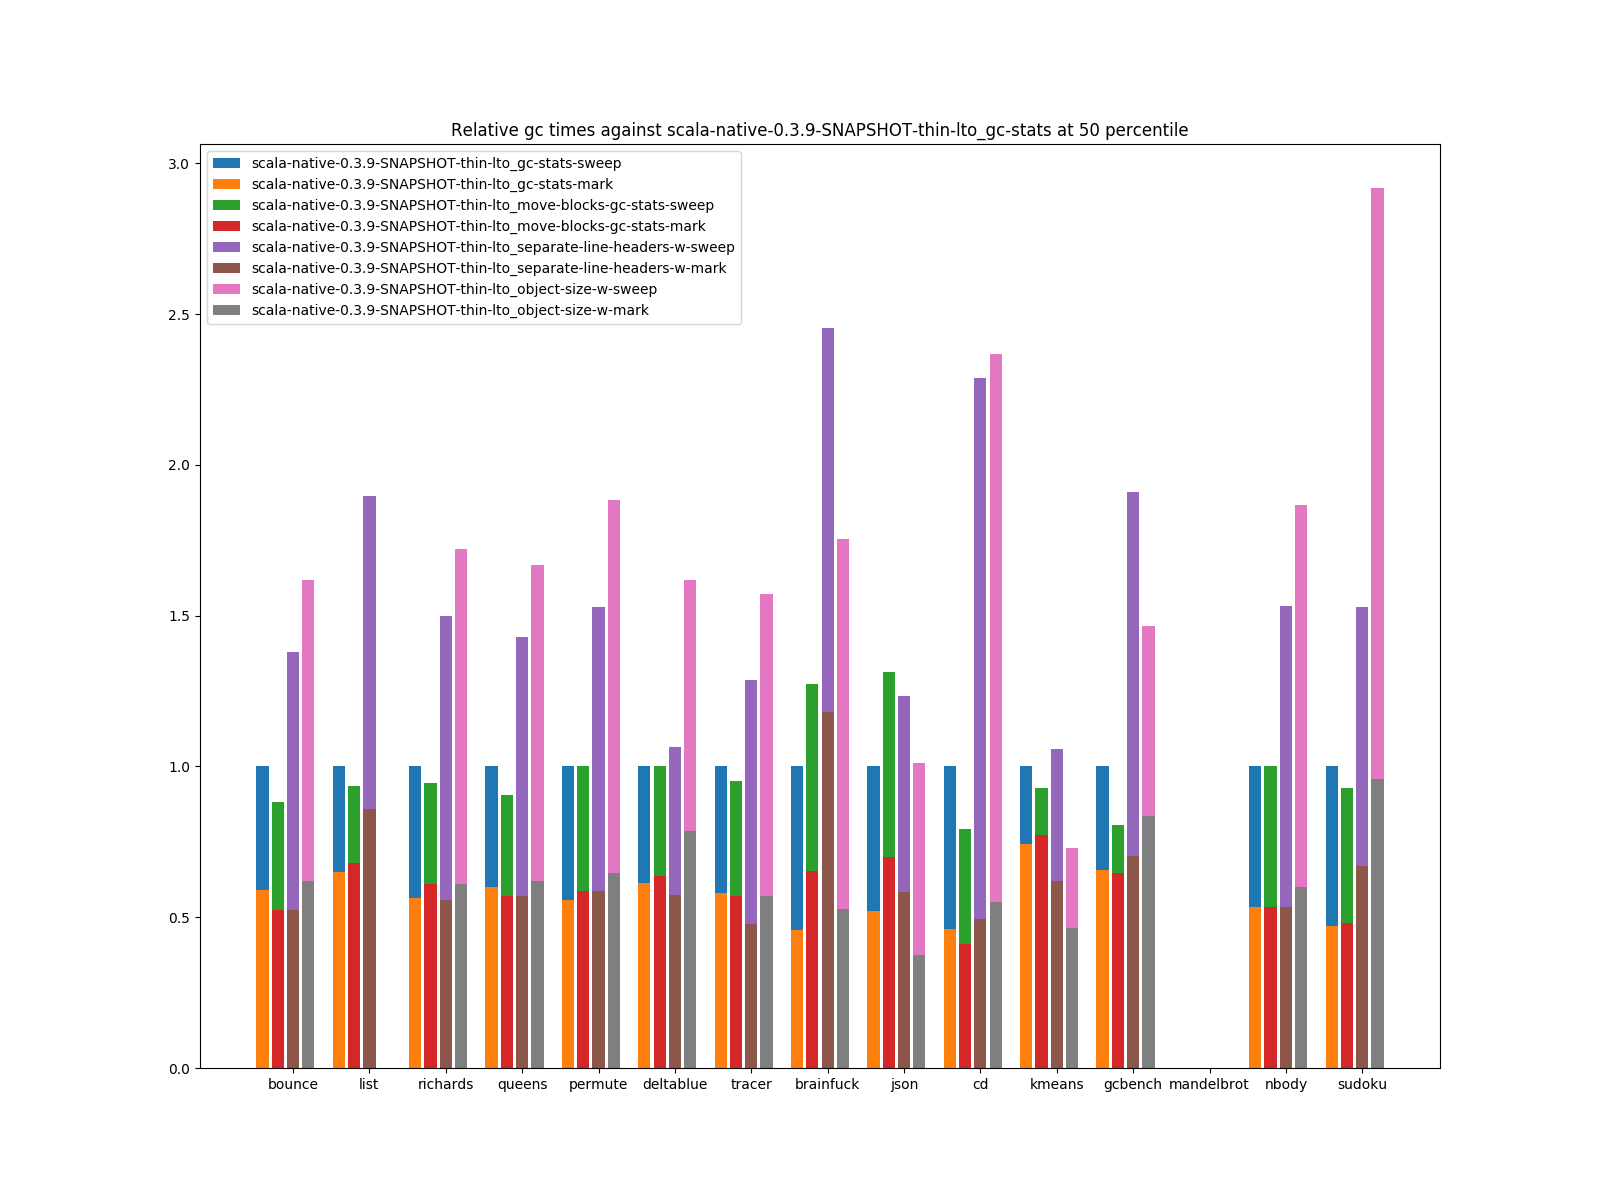 Relative gc times against scala-native-0.3.9-SNAPSHOT-thin-lto_gc-stats at 50 percentile
scala-native-0.3.9-SNAPSHOT-thin-lto_gc-stats-sweep
scala-native-0.3.9-SNAPSHOT-thin-lto_gc-stats-mark
scala-native-0.3.9-SNAPSHOT-thin-lto_move-blocks-gc-stats-sweep
scala-native-0.3.9-SNAPSHOT-thin-lto_move-blocks-gc-stats-mark
scala-native-0.3.9-SNAPSHOT-thin-lto_separate-line-headers-w-sweep
scala-native-0.3.9-SNAPSHOT-thin-lto_separate-line-headers-w-mark
scala-native-0.3.9-SNAPSHOT-thin-lto_object-size-w-sweep
scala-native-0.3.9-SNAPSHOT-thin-lto_object-size-w-mark
3.0
2.5
2.0
1.5
1.0
0.5
0.0
bounce list richards queens permute deltablue tracer brainfuck json cd kmeans gcbench mandelbrot nbody sudoku